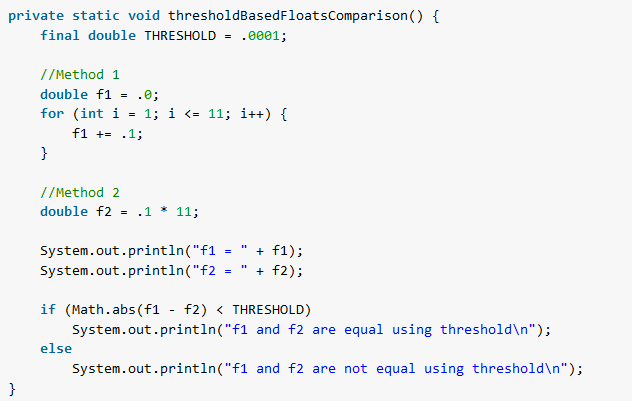 private static void thresholdBasedFloatsComparison() {
    final double THRESHOLD = .0001;

    //Method 1
    double f1 = .0;
    for (int i = 1; i <= 11; i++) {
        f1 += .1;
    }

    //Method 2
    double f2 = .1 * 11;

    System.out.println("f1 = " + f1);
    System.out.println("f2 = " + f2);

    if (Math.abs(f1 - f2) < THRESHOLD)
        System.out.println("f1 and f2 are equal using threshold\n");
    else
        System.out.println("f1 and f2 are not equal using threshold\n");
}